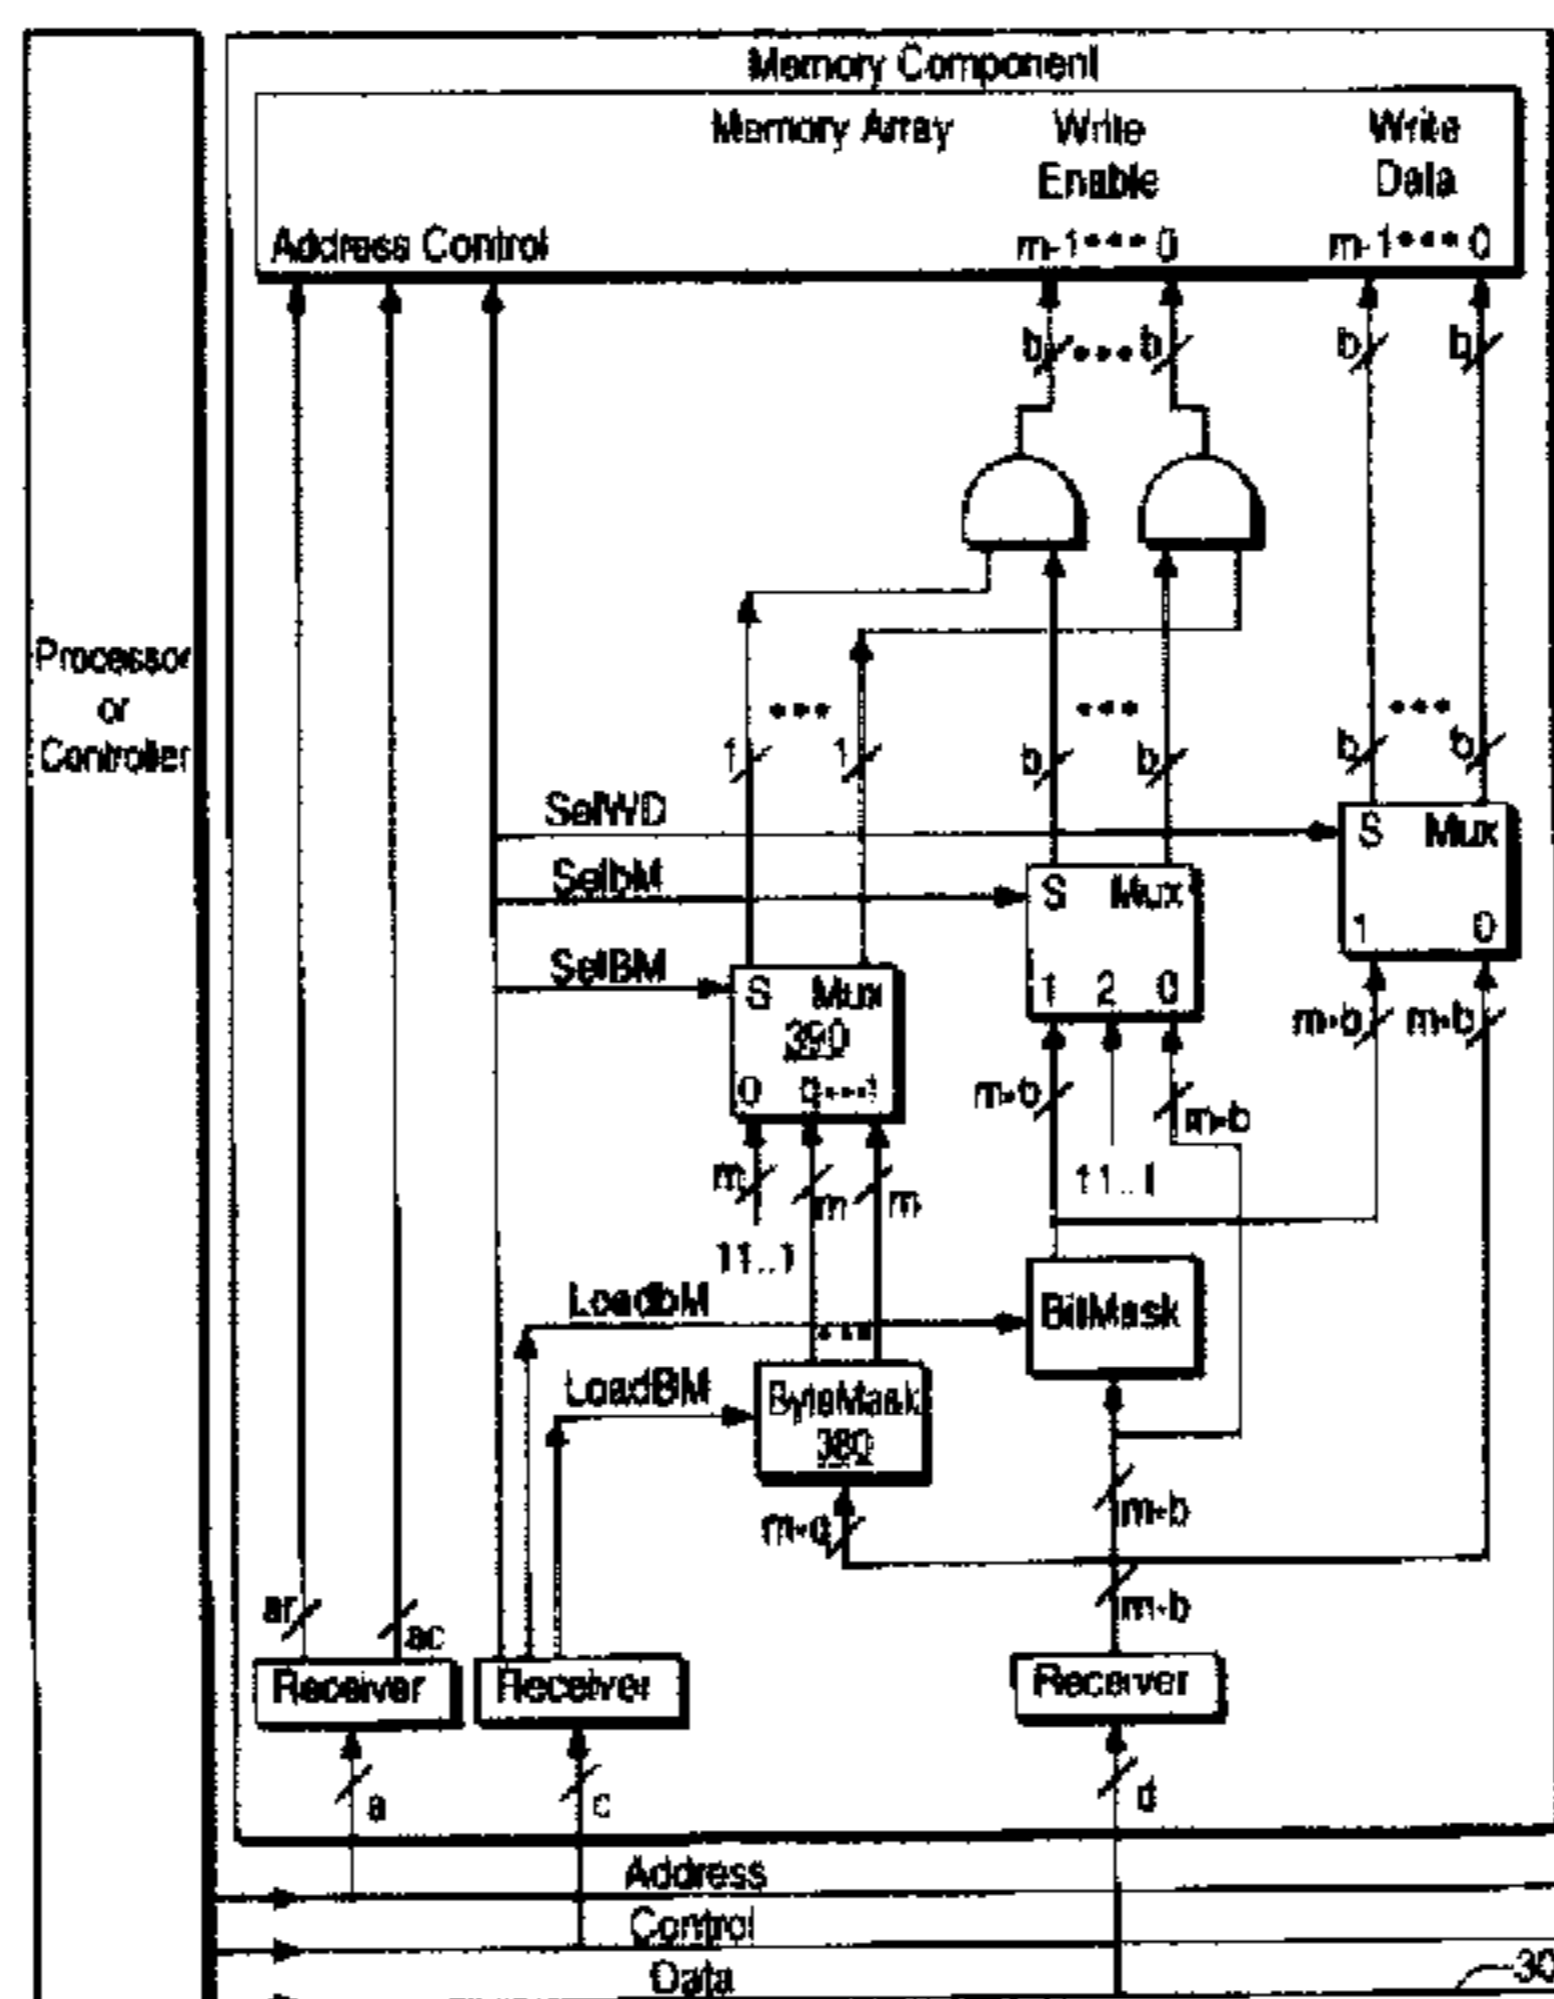 Memory Component
Memory Array
Write
Enable
Write
Data
Address Control
m-1••• 0
m-1••• 0
b
•••
b
b
b
Processor
or
Controller
•••
•••
•••
1
1
b
b
b
b
SelWD
SelbM
SelBM
S Mux
1 0
S Mux
1 2 0
S Mux
390
0 q•••1
m•b
m•b
m•b
m•b
11..1
m
m
m
11..1
LoadbM
BitMask
•••
LoadBM
ByteMask
380
m•q
m•b
m•b
ar
ac
Receiver
Receiver
Receiver
a
c
d
Address
Control
Data
30